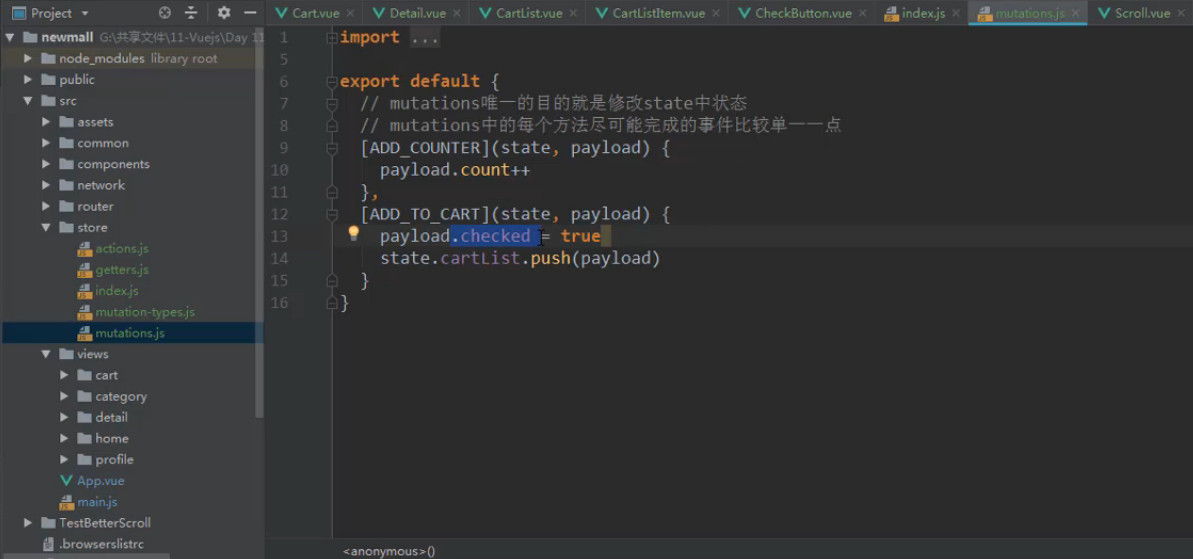 Project
Cart.vue
Detail.vue
CartList.vue
CartListItem.vue
CheckButton.vue
index.js
mutations.js
Scroll.vue
newmall G:\共享文件\11-Vuejs\Day 11
node_modules library root
public
src
assets
common
components
network
router
store
actions.js
getters.js
index.js
mutation-types.js
mutations.js
views
cart
category
detail
home
profile
App.vue
main.js
TestBetterScroll
.browserslistrc
1 import ...
5
6 export default {
7 // mutations唯一的目的就是修改state中状态
8 // mutations中的每个方法尽可能完成的事件比较单一一点
9 [ADD_COUNTER](state, payload) {
10 payload.count++
11 },
12 [ADD_TO_CART](state, payload) {
13 payload.checked = true
14 state.cartList.push(payload)
15 }
16 }
<anonymous>()